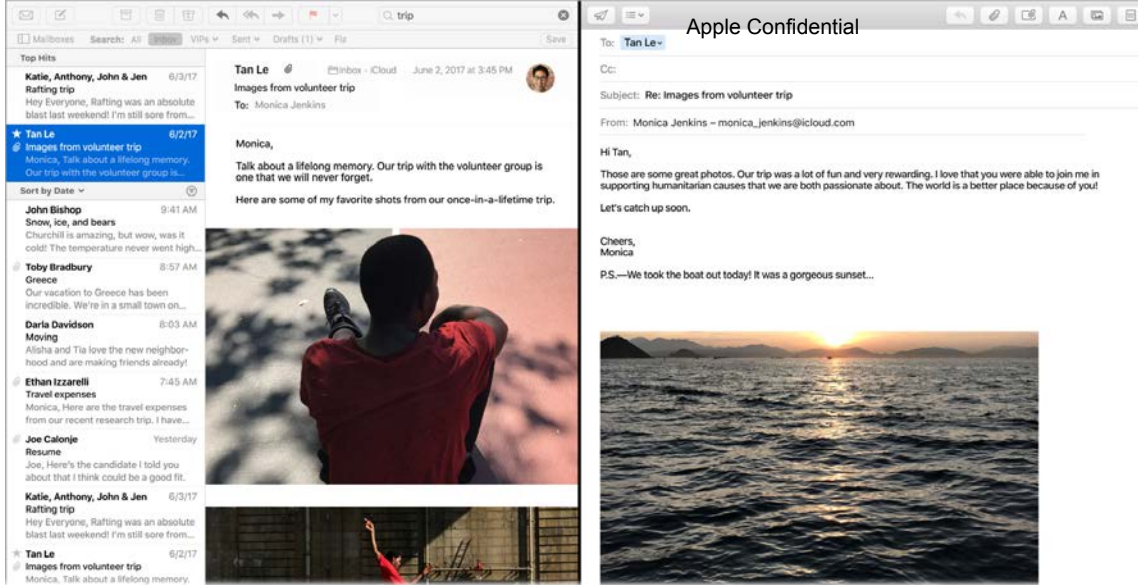 trip
Mailboxes Search: All Inbox VIPs Sent Drafts (1) Fla Save
Top Hits
Katie, Anthony, John & Jen 6/3/17
Rafting trip
Hey Everyone, Rafting was an absolute
blast last weekend! I'm still sore from...
Tan Le 6/2/17
Images from volunteer trip
Monica, Talk about a lifelong memory.
Our trip with the volunteer group is...
Sort by Date
John Bishop 9:41 AM
Snow, ice, and bears
Churchill is amazing, but wow, was it
cold! The temperature never went high...
Toby Bradbury 8:57 AM
Greece
Our vacation to Greece has been
incredible. We're in a small town on...
Darla Davidson 8:03 AM
Moving
Alisha and Tia love the new neighbor-
hood and are making friends already!
Ethan Izzarelli 7:45 AM
Travel expenses
Monica, Here are the travel expenses
from our recent research trip. I have...
Joe Calonje Yesterday
Resume
Joe, Here's the candidate I told you
about that I think could be a good fit.
Katie, Anthony, John & Jen 6/3/17
Rafting trip
Hey Everyone, Rafting was an absolute
blast last weekend! I'm still sore from...
Tan Le 6/2/17
Images from volunteer trip
Monica, Talk about a lifelong memory.
Tan Le Inbox - iCloud June 2, 2017 at 3:45 PM
Images from volunteer trip
To: Monica Jenkins
Monica,
Talk about a lifelong memory. Our trip with the volunteer group is
one that we will never forget.
Here are some of my favorite shots from our once-in-a-lifetime trip.
Apple Confidential
To: Tan Le
Cc:
Subject: Re: Images from volunteer trip
From: Monica Jenkins – monica_jenkins@icloud.com
Hi Tan,
Those are some great photos. Our trip was a lot of fun and very rewarding. I love that you were able to join me in
supporting humanitarian causes that we are both passionate about. The world is a better place because of you!
Let's catch up soon.
Cheers,
Monica
P.S.—We took the boat out today! It was a gorgeous sunset...